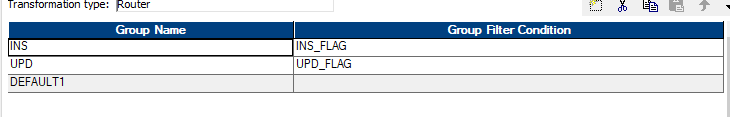 Transformation type: Router
Group Name Group Filter Condition
INS INS_FLAG
UPD UPD_FLAG
DEFAULT1